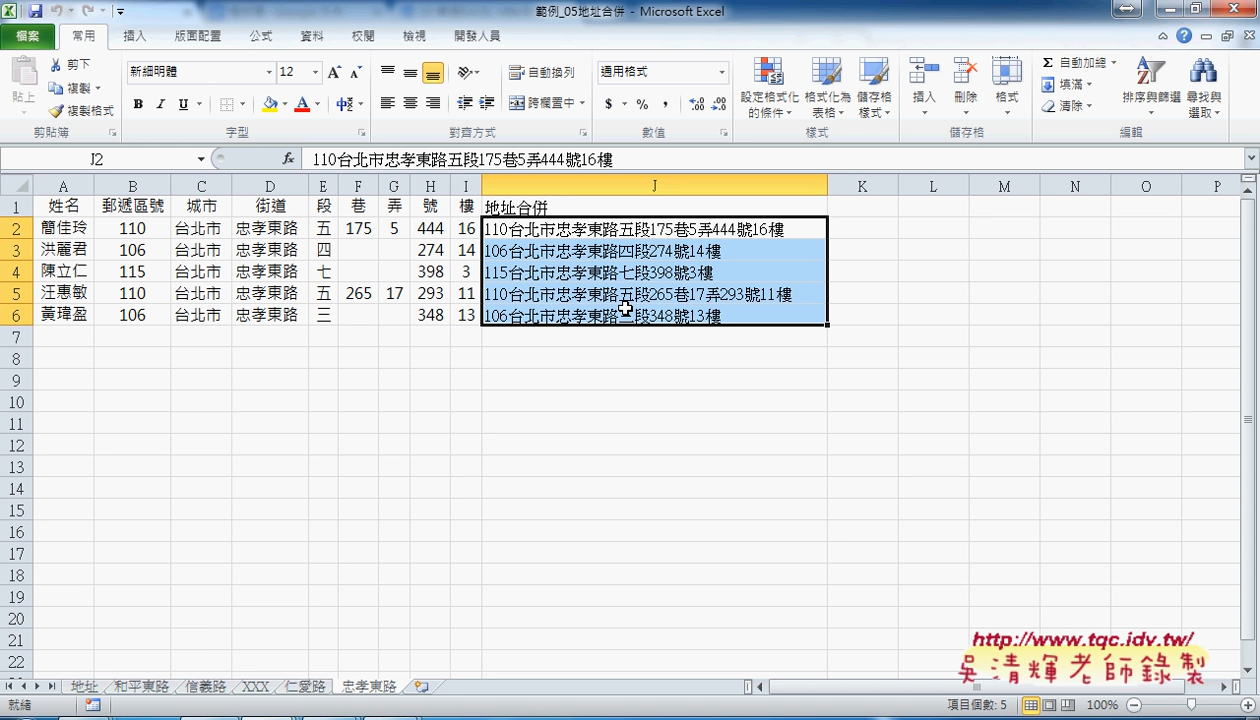 範例_05地址合併 - Microsoft Excel
檔案 常用 插入 版面配置 公式 資料 校閱 檢視 開發人員
貼上 剪下 複製 複製格式 剪貼簿
新細明體 12 B I U 字型
自動換列 跨欄置中 對齊方式
通用格式 $ % , 數值
設定格式化的條件 格式化為表格 儲存格樣式 樣式
插入 刪除 格式 儲存格
Σ 自動加總 填滿 清除 排序與篩選 尋找與選取 編輯
J2 fx 110台北市忠孝東路五段175巷5弄444號16樓
A B C D E F G H I J K L M N O P
1 姓名 郵遞區號 城市 街道 段 巷 弄 號 樓 地址合併
2 簡佳玲 110 台北市 忠孝東路 五 175 5 444 16 110台北市忠孝東路五段175巷5弄444號16樓
3 洪麗君 106 台北市 忠孝東路 四 274 14 106台北市忠孝東路四段274號14樓
4 陳立仁 115 台北市 忠孝東路 七 398 3 115台北市忠孝東路七段398號3樓
5 汪惠敏 110 台北市 忠孝東路 五 265 17 293 11 110台北市忠孝東路五段265巷17弄293號11樓
6 黃瑋盈 106 台北市 忠孝東路 三 348 13 106台北市忠孝東路三段348號13樓
7
8
9
10
11
12
13
14
15
16
17
18
19
20
21
22
http://www.tqc.idv.tw/
吳清輝老師錄製
地址 和平東路 信義路 XXX 仁愛路 忠孝東路
就緒 項目個數: 5 100%